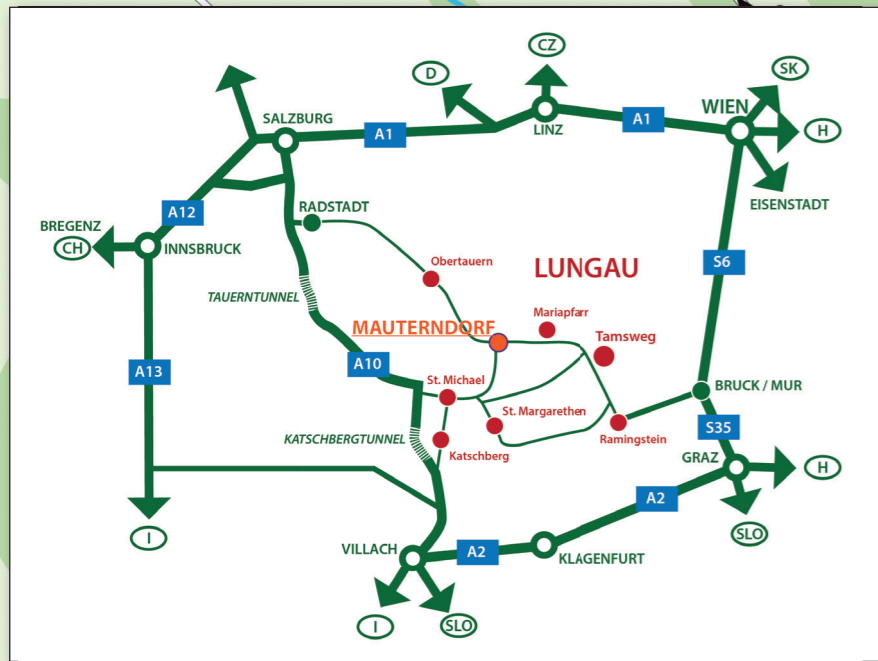 CZ
D
SK
WIEN
SALZBURG
A1
LINZ
A1
H
EISENSTADT
RADSTADT
A12
BREGENZ
CH
INNSBRUCK
Obertauern
LUNGAU
S6
TAUERNTUNNEL
MAUTERNDORF
Mariapfarr
Tamsweg
A10
A13
St. Michael
BRUCK / MUR
St. Margarethen
S35
KATSCHBERGTUNNEL
Katschberg
Ramingstein
GRAZ
H
A2
SLO
I
VILLACH
A2
KLAGENFURT
I
SLO